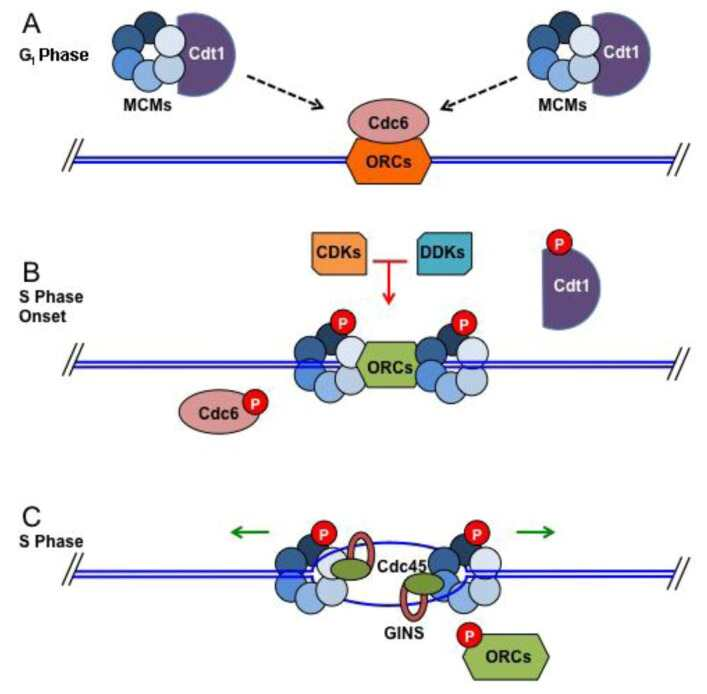 A
G₁ Phase
Cdt1
MCMs
Cdt1
MCMs
Cdc6
ORCs
B
S Phase
Onset
CDKs
DDKs
P
Cdt1
P
P
ORCs
Cdc6
P
C
S Phase
P
P
Cdc45
GINS
P
ORCs